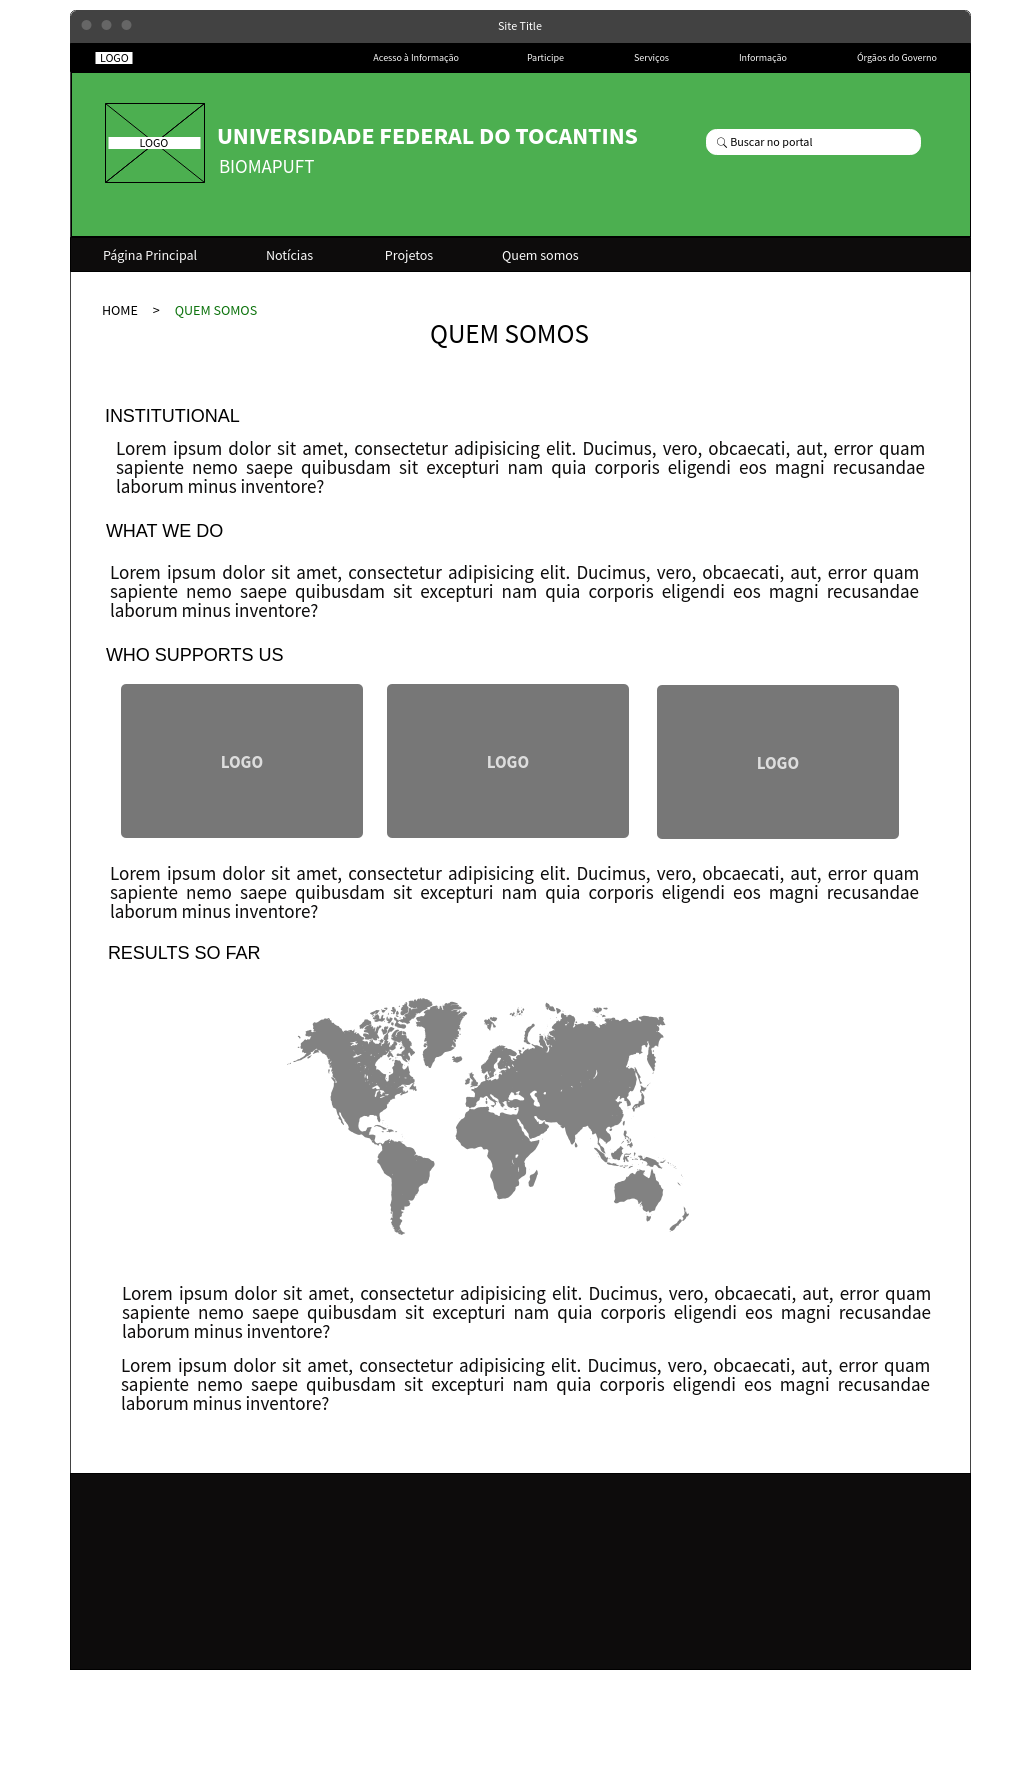 Site Title
LOGO
Acesso à Informação
Participe
Serviços
Informação
Órgãos do Governo
LOGO
UNIVERSIDADE FEDERAL DO TOCANTINS
BIOMAPUFT
Buscar no portal
Página Principal
Notícias
Projetos
Quem somos
HOME > QUEM SOMOS
QUEM SOMOS
INSTITUTIONAL
Lorem ipsum dolor sit amet, consectetur adipisicing elit. Ducimus, vero, obcaecati, aut, error quam
sapiente nemo saepe quibusdam sit excepturi nam quia corporis eligendi eos magni recusandae
laborum minus inventore?
WHAT WE DO
Lorem ipsum dolor sit amet, consectetur adipisicing elit. Ducimus, vero, obcaecati, aut, error quam
sapiente nemo saepe quibusdam sit excepturi nam quia corporis eligendi eos magni recusandae
laborum minus inventore?
WHO SUPPORTS US
LOGO
LOGO
LOGO
Lorem ipsum dolor sit amet, consectetur adipisicing elit. Ducimus, vero, obcaecati, aut, error quam
sapiente nemo saepe quibusdam sit excepturi nam quia corporis eligendi eos magni recusandae
laborum minus inventore?
RESULTS SO FAR
Lorem ipsum dolor sit amet, consectetur adipisicing elit. Ducimus, vero, obcaecati, aut, error quam
sapiente nemo saepe quibusdam sit excepturi nam quia corporis eligendi eos magni recusandae
laborum minus inventore?
Lorem ipsum dolor sit amet, consectetur adipisicing elit. Ducimus, vero, obcaecati, aut, error quam
sapiente nemo saepe quibusdam sit excepturi nam quia corporis eligendi eos magni recusandae
laborum minus inventore?